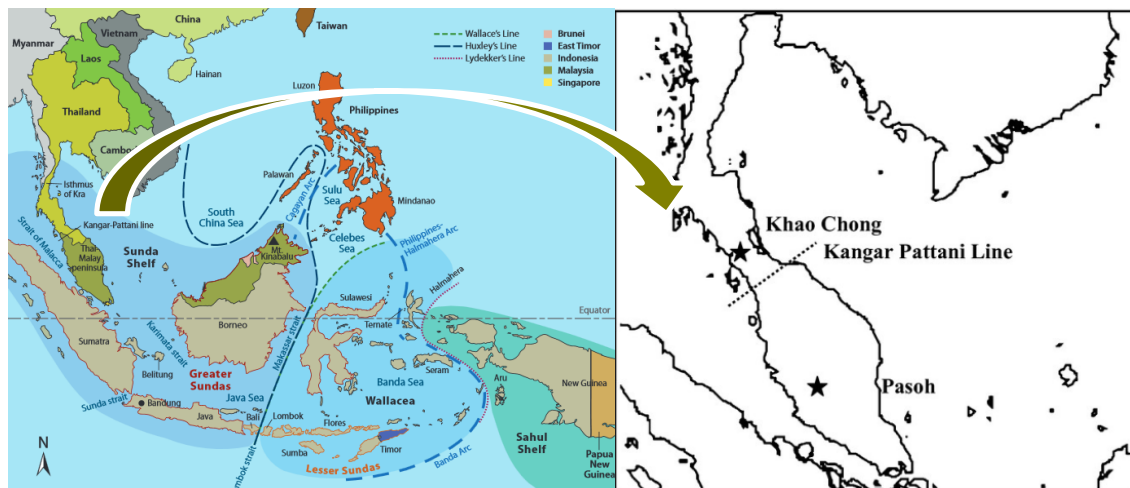 China
Taiwan
Myanmar
Vietnam
Laos
Hainan
Thailand
Wallace's Line
Huxley's Line
Lydekker's Line
Brunei
East Timor
Indonesia
Malaysia
Singapore
Luzon
Philippines
Isthmus
of Kra
Palawan
Cagayan Arc
Sulu
Sea
Mindanao
South
China Sea
Kangar-Pattani line
Strait of Malacca
Thai-
Malay
peninsula
Sunda
Shelf
Mt.
Kinabalu
Celebes
Sea
Philippines-
Halmahera Arc
Halmahera
Equator
Sulawesi
Ternate
Borneo
Makassar strait
Karimata strait
Sumatra
Belitung
Greater
Sundas
Seram
Banda Sea
Aru
New Guinea
Sunda strait
Bandung
Java Sea
Java
Bali
Lombok
Flores
Wallacea
Sumba
Timor
Lesser Sundas
Banda Arc
Sahul
Shelf
Papua
New
Guinea
N
Khao Chong
Kangar Pattani Line
Pasoh